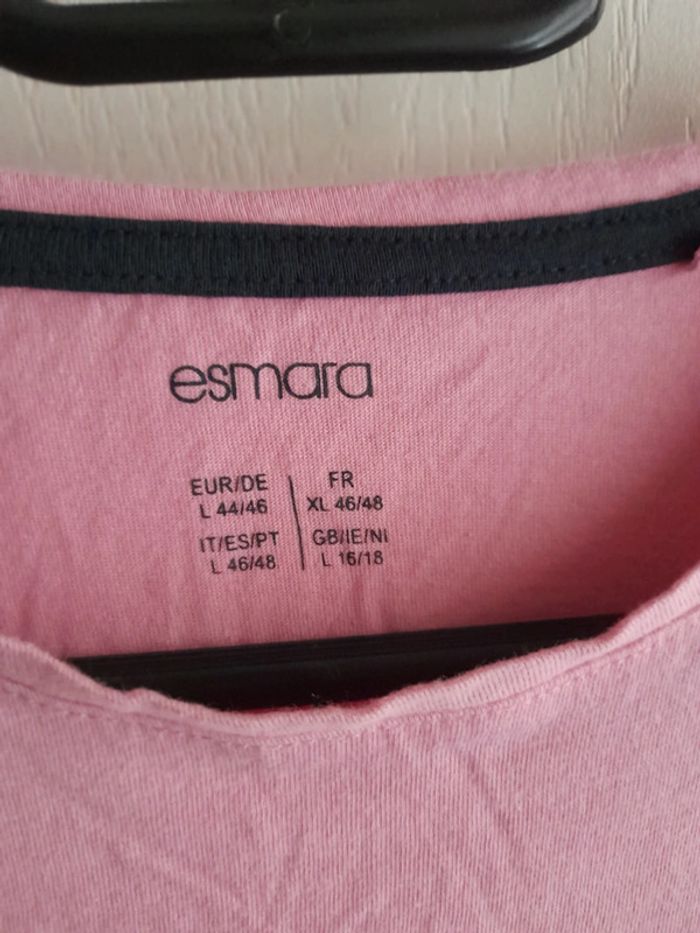 esmara
EUR/DE
L 44/46
FR
XL 46/48
IT/ES/PT
L 46/48
GB/IE/NI
L 16/18